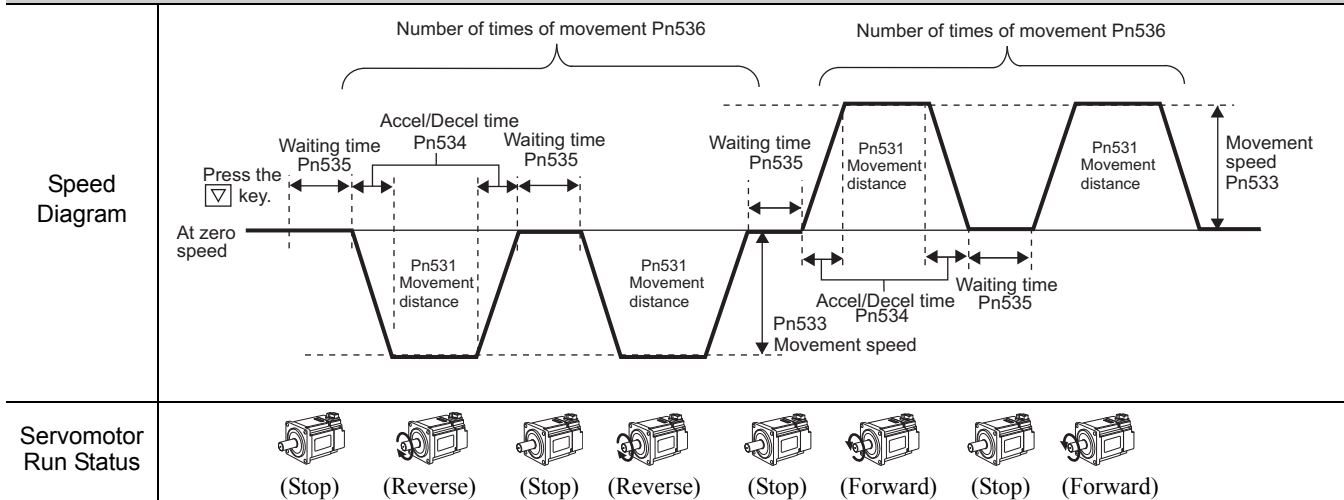 Number of times of movement Pn536
Number of times of movement Pn536
Speed
Diagram
Press the
▽ key.
Waiting time
Pn535
Accel/Decel time
Pn534
Waiting time
Pn535
Waiting time
Pn535
Pn531
Movement
distance
Pn531
Movement
distance
Movement
speed
Pn533
At zero
speed
Pn531
Movement
distance
Pn531
Movement
distance
Accel/Decel time
Pn534
Waiting time
Pn535
Pn533
Movement speed
Servomotor
Run Status
(Stop) (Reverse) (Stop) (Reverse) (Stop) (Forward) (Stop) (Forward)